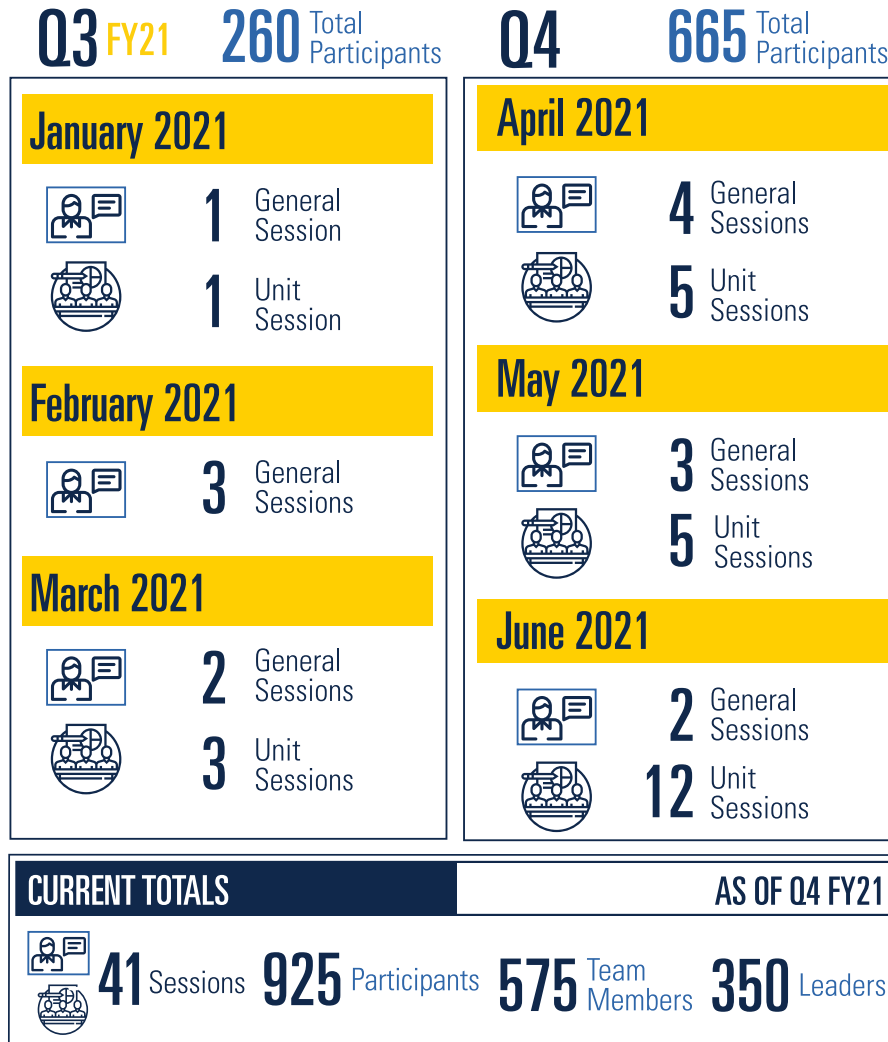 Q3 FY21 260 Total Participants
January 2021
1 General Session
1 Unit Session
February 2021
3 General Sessions
March 2021
2 General Sessions
3 Unit Sessions
Q4 665 Total Participants
April 2021
4 General Sessions
5 Unit Sessions
May 2021
3 General Sessions
5 Unit Sessions
June 2021
2 General Sessions
12 Unit Sessions
CURRENT TOTALS AS OF Q4 FY21
41 Sessions 925 Participants 575 Team Members 350 Leaders